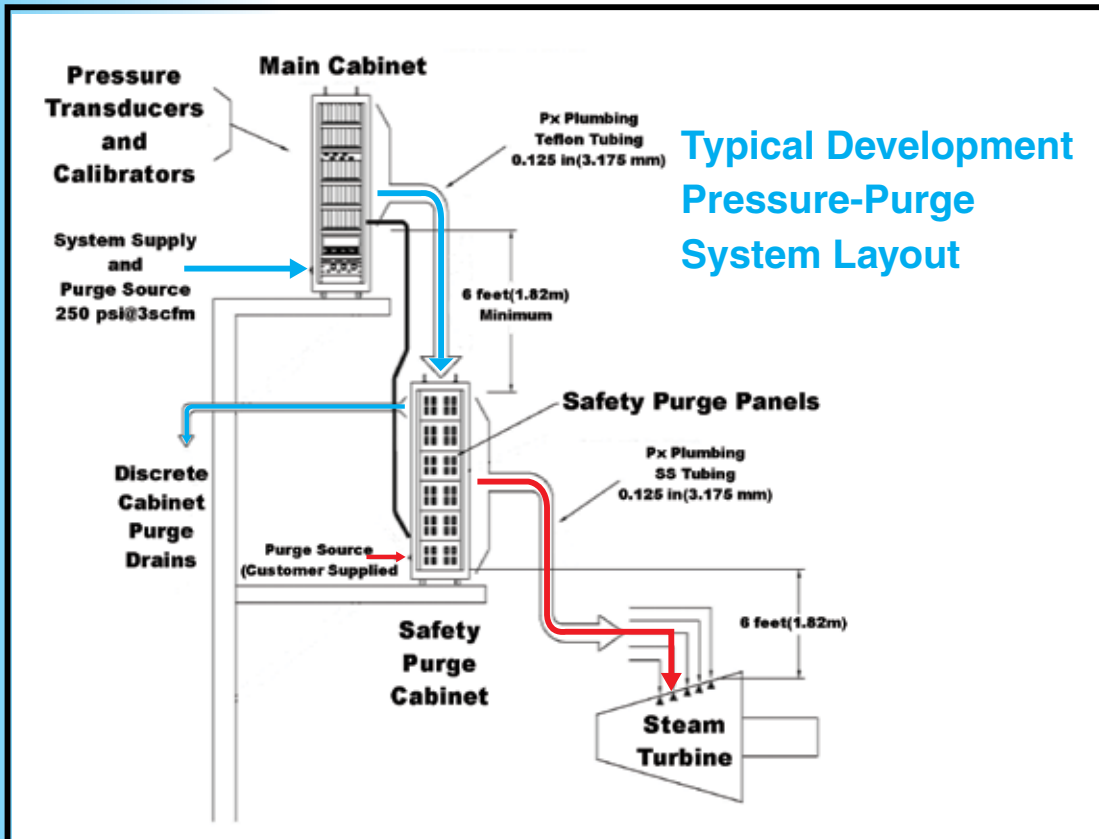 Main Cabinet
Pressure
Transducers
and
Calibrators
Px Plumbing
Teflon Tubing
0.125 in(3.175 mm)
Typical Development
Pressure-Purge
System Layout
System Supply
and
Purge Source
250 psi@3scfm
6 feet(1.82m)
Minimum
Safety Purge Panels
Discrete
Cabinet
Purge
Drains
Px Plumbing
SS Tubing
0.125 in(3.175 mm)
Purge Source
(Customer Supplied
Safety
Purge
Cabinet
6 feet(1.82m)
Steam
Turbine